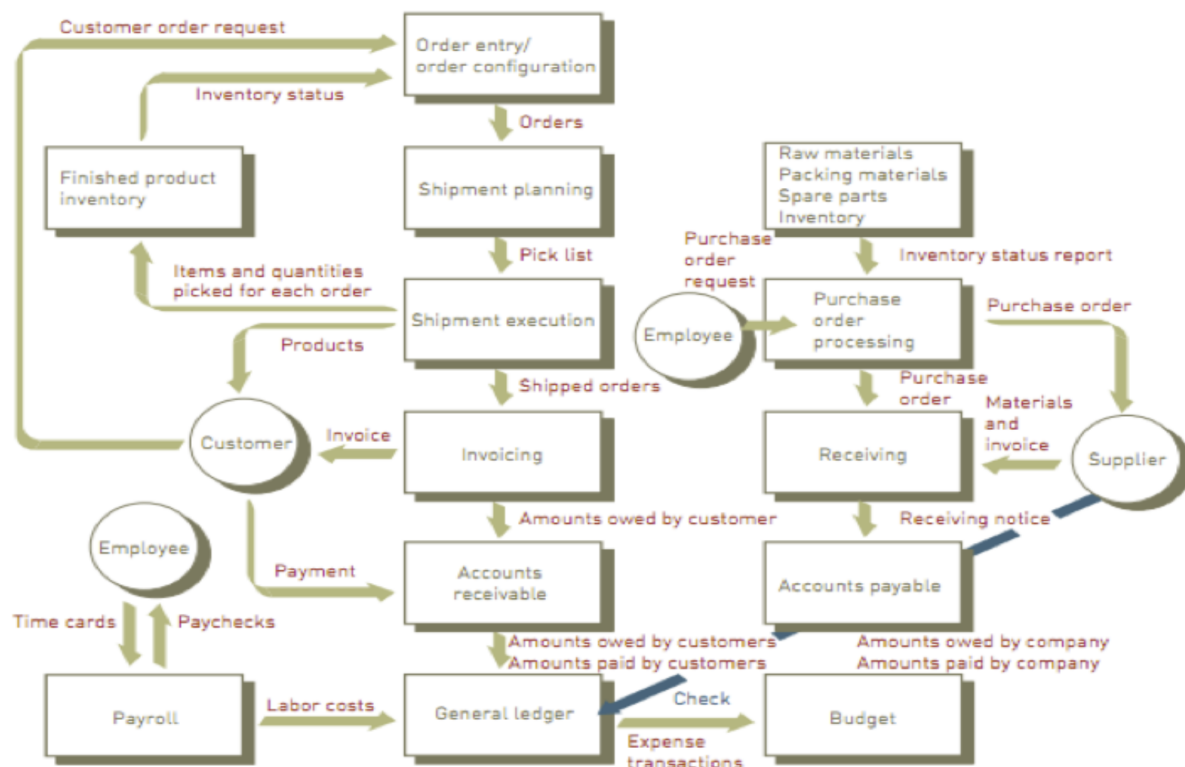 Customer order request
Order entry/
order configuration
Inventory status
Orders
Finished product
inventory
Shipment planning
Raw materials
Packing materials
Spare parts
Inventory
Pick list
Purchase
order
request
Inventory status report
Items and quantities
picked for each order
Shipment execution
Employee
Purchase
order
processing
Purchase order
Products
Shipped orders
Purchase
order
Materials
and
invoice
Customer
Invoice
Invoicing
Receiving
Supplier
Amounts owed by customer
Receiving notice
Employee
Payment
Accounts
receivable
Accounts payable
Time cards
Paychecks
Amounts owed by customers
Amounts paid by customers
Amounts owed by company
Amounts paid by company
Payroll
Labor costs
General ledger
Check
Expense
transactions
Budget